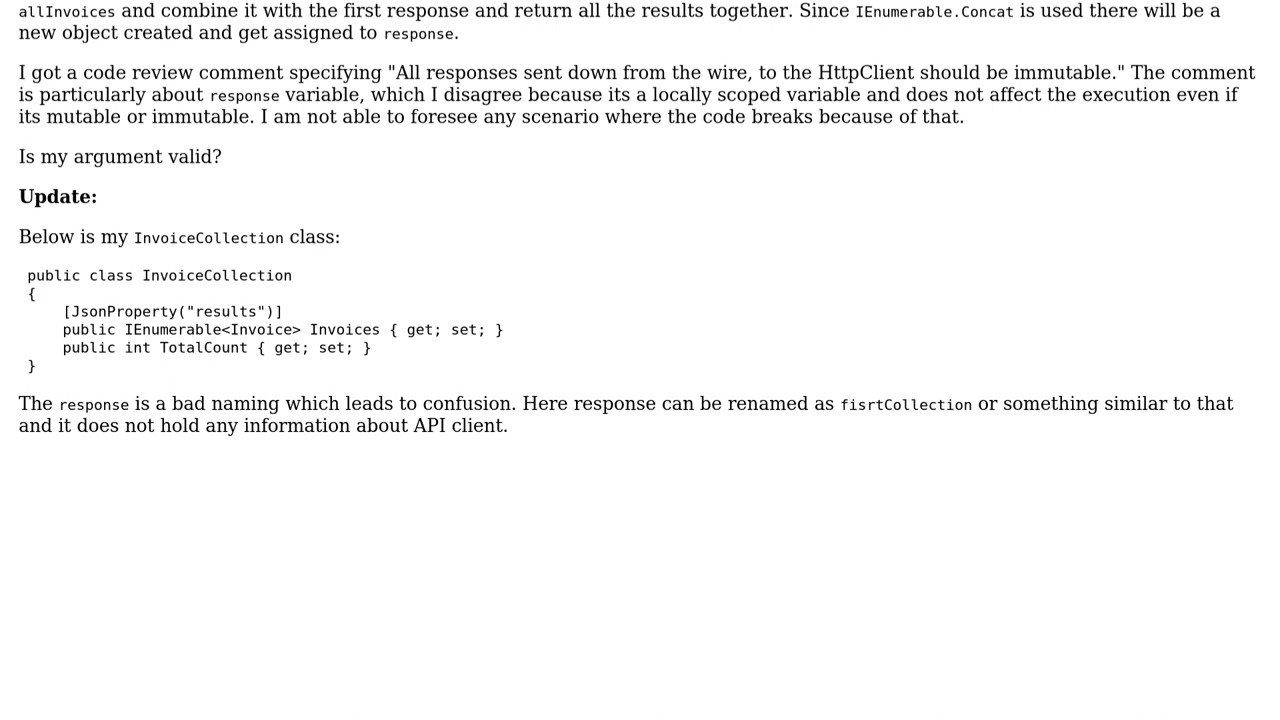 allInvoices and combine it with the first response and return all the results together. Since IEnumerable.Concat is used there will be a
new object created and get assigned to response.
I got a code review comment specifying "All responses sent down from the wire, to the HttpClient should be immutable." The comment
is particularly about response variable, which I disagree because its a locally scoped variable and does not affect the execution even if
its mutable or immutable. I am not able to foresee any scenario where the code breaks because of that.
Is my argument valid?
Update:
Below is my InvoiceCollection class:
public class InvoiceCollection
{
    [JsonProperty("results")]
    public IEnumerable<Invoice> Invoices { get; set; }
    public int TotalCount { get; set; }
}
The response is a bad naming which leads to confusion. Here response can be renamed as fisrtCollection or something similar to that
and it does not hold any information about API client.